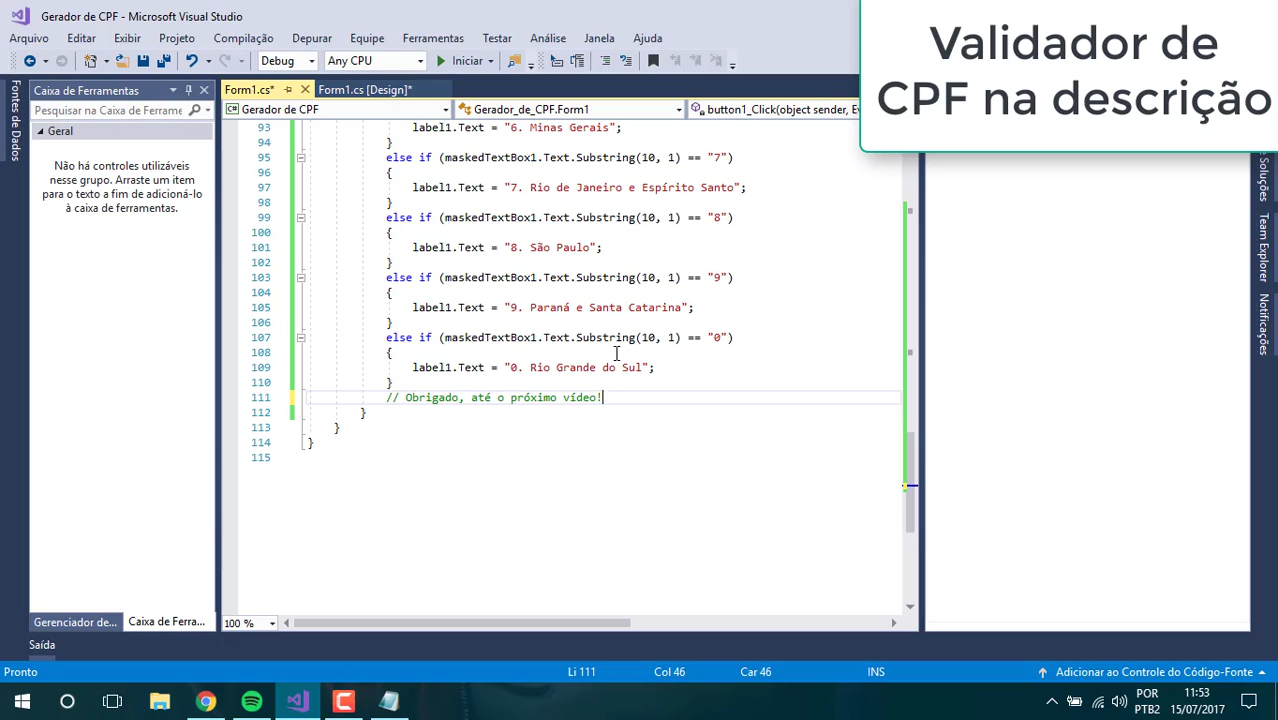 Gerador de CPF - Microsoft Visual Studio
Validador de
CPF na descrição
Arquivo Editar Exibir Projeto Compilação Depurar Equipe Ferramentas Testar Análise Janela Ajuda
Debug Any CPU Iniciar
Fontes de Dados
Caixa de Ferramentas
Pesquisar na Caixa de Ferrame
Geral
Não há controles utilizáveis
nesse grupo. Arraste um item
para o texto a fim de adicioná-lo
à caixa de ferramentas.
Gerenciador de... Caixa de Ferra...
Form1.cs* Form1.cs [Design]*
Gerador de CPF Gerador_de_CPF.Form1 button1_Click(object sender, Ev
93 label1.Text = "6. Minas Gerais";
94 }
95 else if (maskedTextBox1.Text.Substring(10, 1) == "7")
96 {
97 label1.Text = "7. Rio de Janeiro e Espírito Santo";
98 }
99 else if (maskedTextBox1.Text.Substring(10, 1) == "8")
100 {
101 label1.Text = "8. São Paulo";
102 }
103 else if (maskedTextBox1.Text.Substring(10, 1) == "9")
104 {
105 label1.Text = "9. Paraná e Santa Catarina";
106 }
107 else if (maskedTextBox1.Text.Substring(10, 1) == "0")
108 {
109 label1.Text = "0. Rio Grande do Sul";
110 }
111 // Obrigado, até o próximo vídeo!
112 }
113 }
114 }
115
100 %
e Soluções
Team Explorer
Notificações
Saída
Pronto Li 111 Col 46 Car 46 INS Adicionar ao Controle do Código-Fonte
POR 11:53
PTB2 15/07/2017